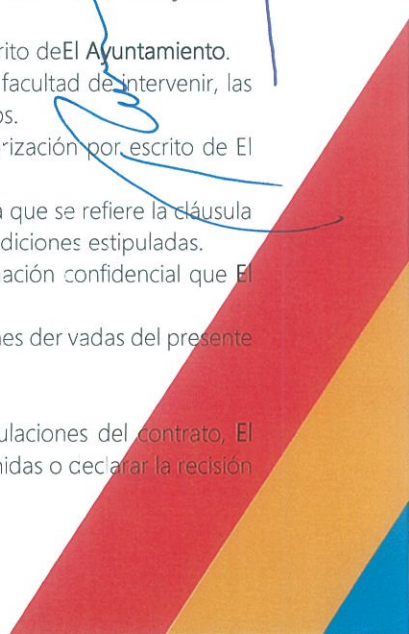 rito deEl Ayuntamiento.
facultad de intervenir, las
os.
rización por escrito de El
a que se refiere la cláusula
diciones estipuladas.
nación confidencial que El
nes der vadas del presente
ulaciones del contrato, El
nidas o declarar la recisión